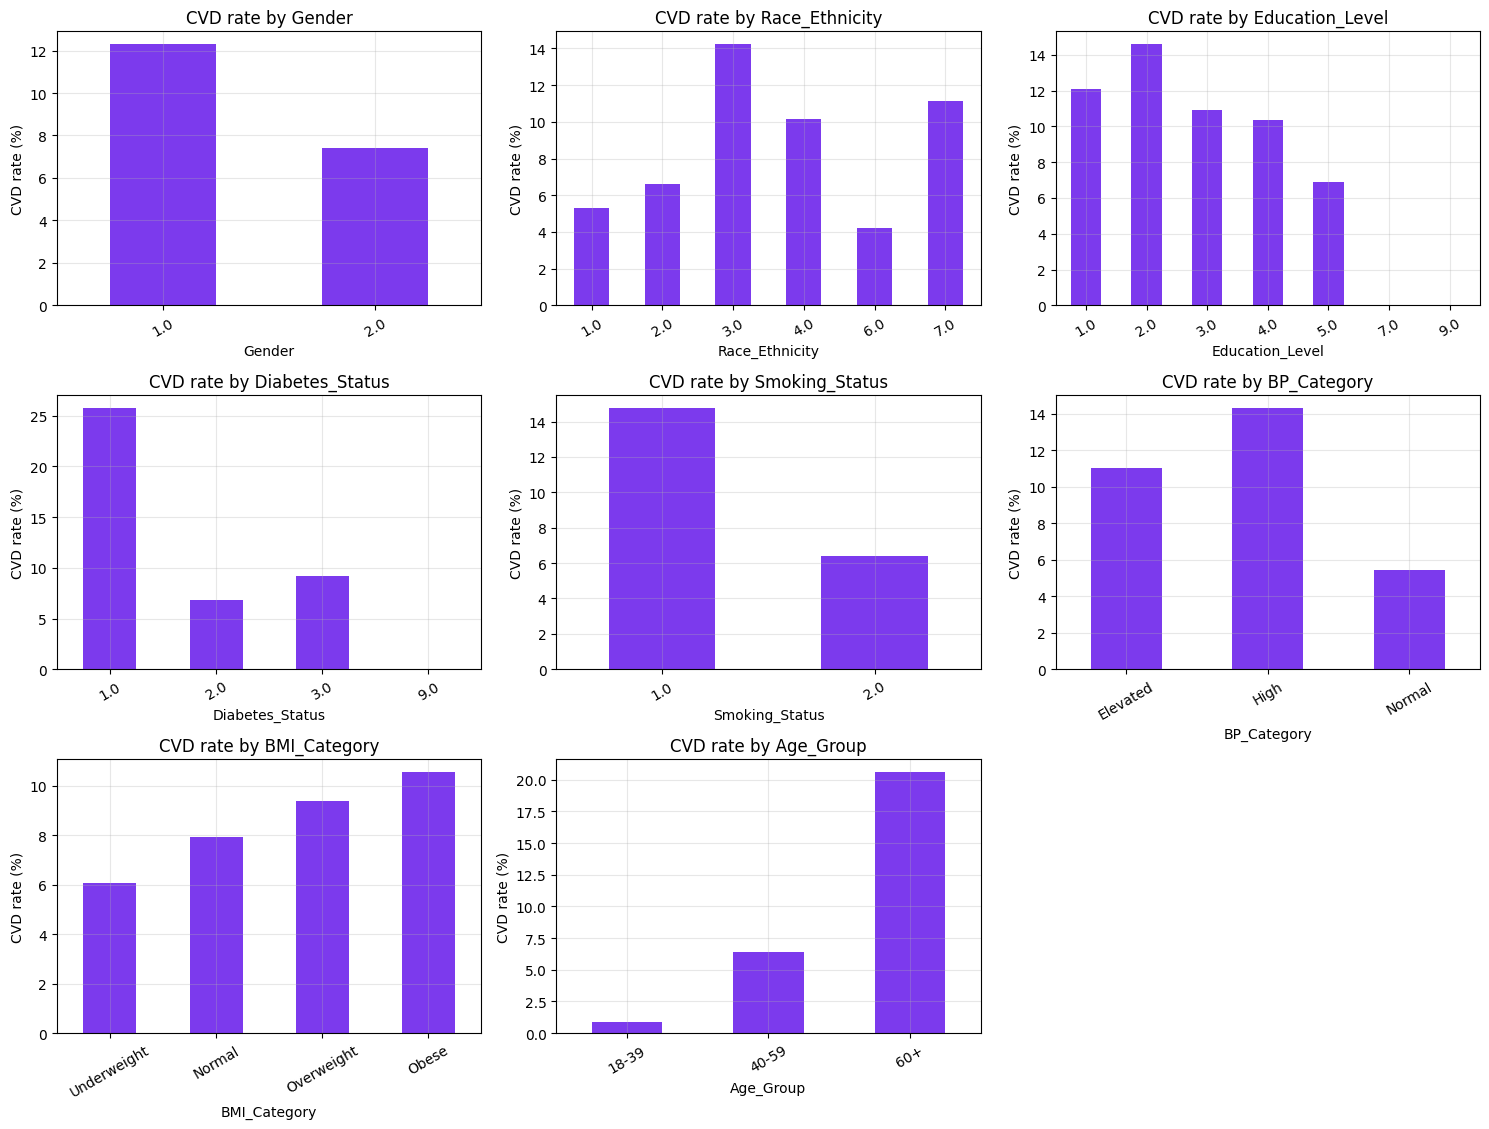 CVD rate by Gender
12
10
8
6
4
2
0
CVD rate (%)
1.0
2.0
Gender
CVD rate by Race_Ethnicity
14
12
10
8
6
4
2
0
CVD rate (%)
1.0
2.0
3.0
4.0
6.0
7.0
Race_Ethnicity
CVD rate by Education_Level
14
12
10
8
6
4
2
0
CVD rate (%)
1.0
2.0
3.0
4.0
5.0
7.0
9.0
Education_Level
CVD rate by Diabetes_Status
25
20
15
10
5
0
CVD rate (%)
1.0
2.0
3.0
9.0
Diabetes_Status
CVD rate by Smoking_Status
14
12
10
8
6
4
2
0
CVD rate (%)
1.0
2.0
Smoking_Status
CVD rate by BP_Category
14
12
10
8
6
4
2
0
CVD rate (%)
Elevated
High
Normal
BP_Category
CVD rate by BMI_Category
10
8
6
4
2
0
CVD rate (%)
Underweight
Normal
Overweight
Obese
BMI_Category
CVD rate by Age_Group
20.0
17.5
15.0
12.5
10.0
7.5
5.0
2.5
0.0
CVD rate (%)
18-39
40-59
60+
Age_Group